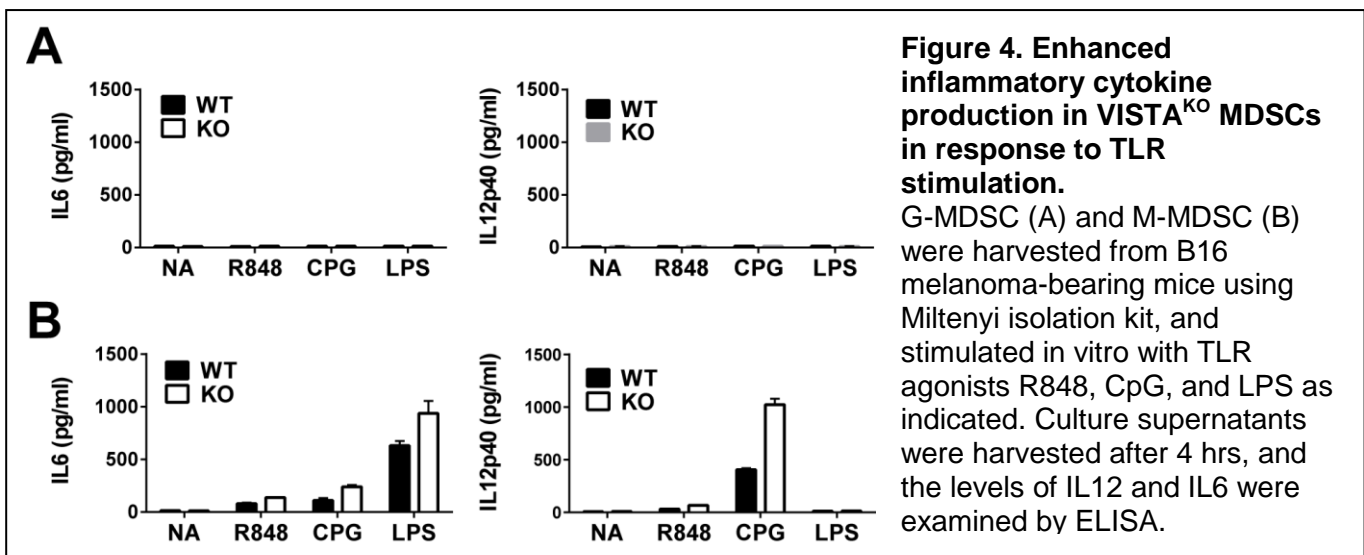 A
IL6 (pg/ml)
1500
1000
500
0
WT
KO
NA R848 CPG LPS
IL12p40 (pg/ml)
1500
1000
500
0
WT
KO
NA R848 CPG LPS
B
IL6 (pg/ml)
1500
1000
500
0
WT
KO
NA R848 CPG LPS
IL12p40 (pg/ml)
1500
1000
500
0
WT
KO
NA R848 CPG LPS
Figure 4. Enhanced
inflammatory cytokine
production in VISTAᴷᴼ MDSCs
in response to TLR
stimulation.
G-MDSC (A) and M-MDSC (B)
were harvested from B16
melanoma-bearing mice using
Miltenyi isolation kit, and
stimulated in vitro with TLR
agonists R848, CpG, and LPS as
indicated. Culture supernatants
were harvested after 4 hrs, and
the levels of IL12 and IL6 were
examined by ELISA.